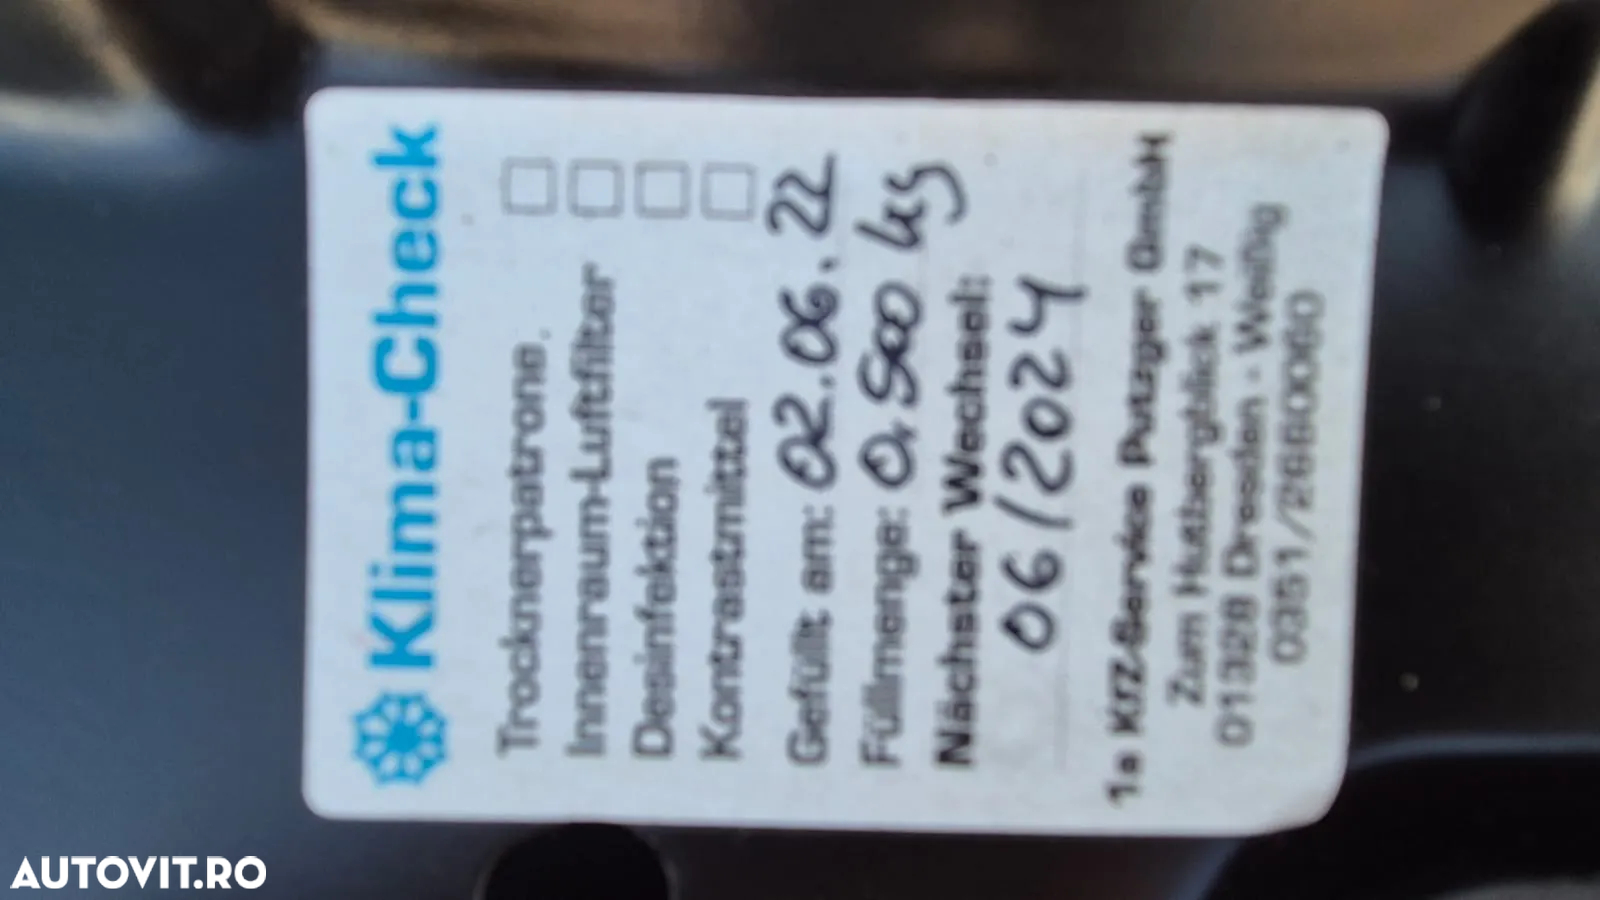 Klima-Check
Trocknerpatrone
Innenraum-Luftfilter
Desinfektion
Kontrastmittel
Gefüllt am: 02.06.22
Füllmenge: 0,500 kg
Nächster Wechsel:
06/2024
1a KfZ-Service Putzger GmbH
Zum Hutbergblick 17
01328 Dresden - Weißig
0351/2680060
AUTOVIT.RO